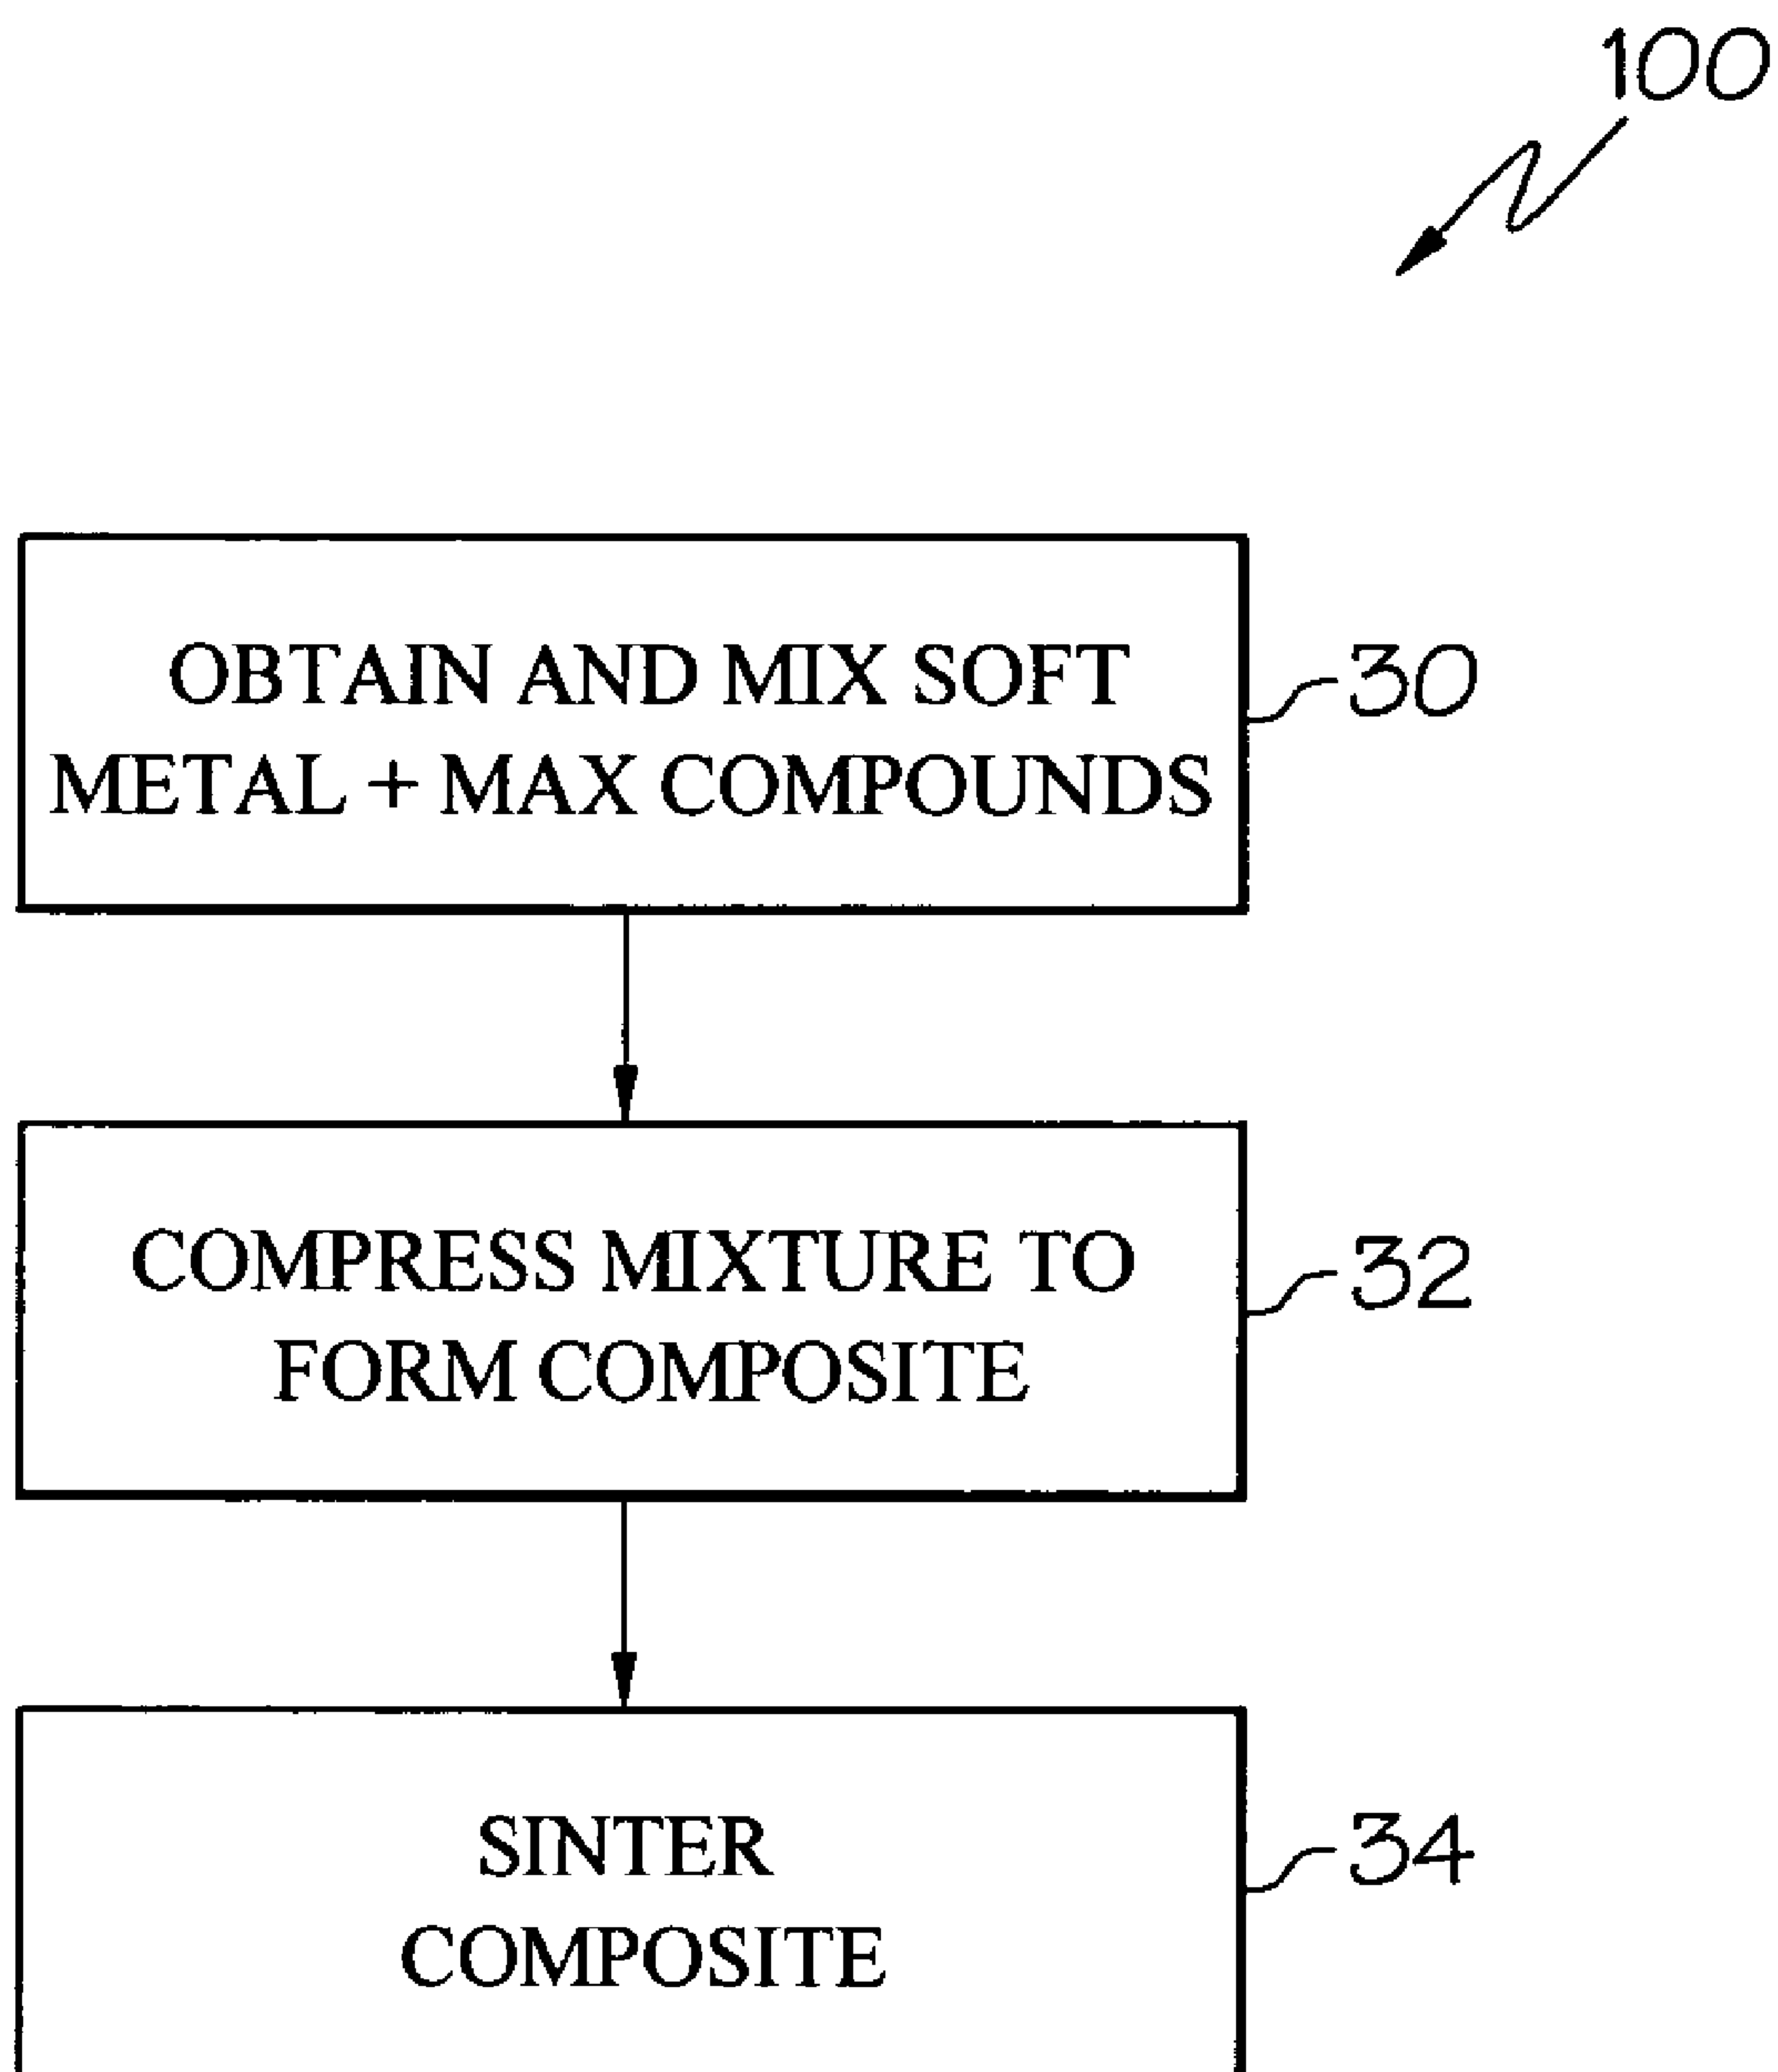 100
OBTAIN AND MIX SOFT
METAL + MAX COMPOUNDS
30
COMPRESS MIXTURE TO
FORM COMPOSITE
32
SINTER
COMPOSITE
34